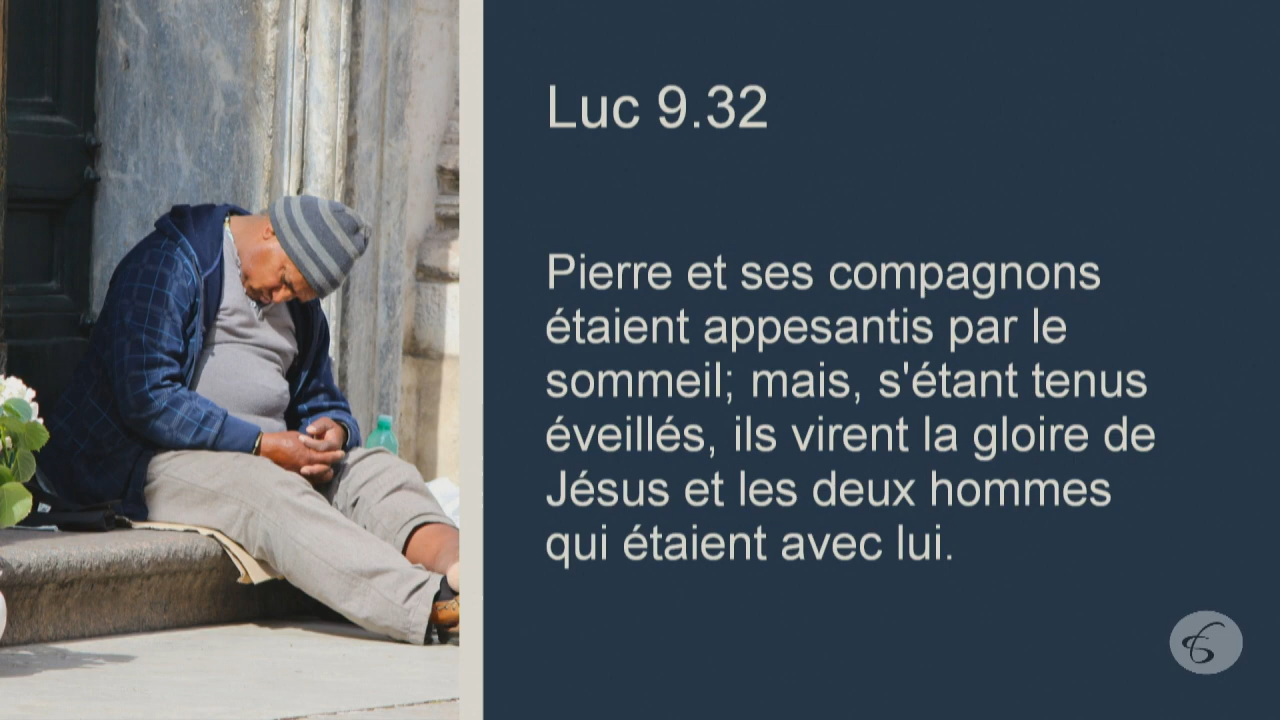 Luc 9.32
Pierre et ses compagnons
étaient appesantis par le
sommeil; mais, s'étant tenus
éveillés, ils virent la gloire de
Jésus et les deux hommes
qui étaient avec lui.